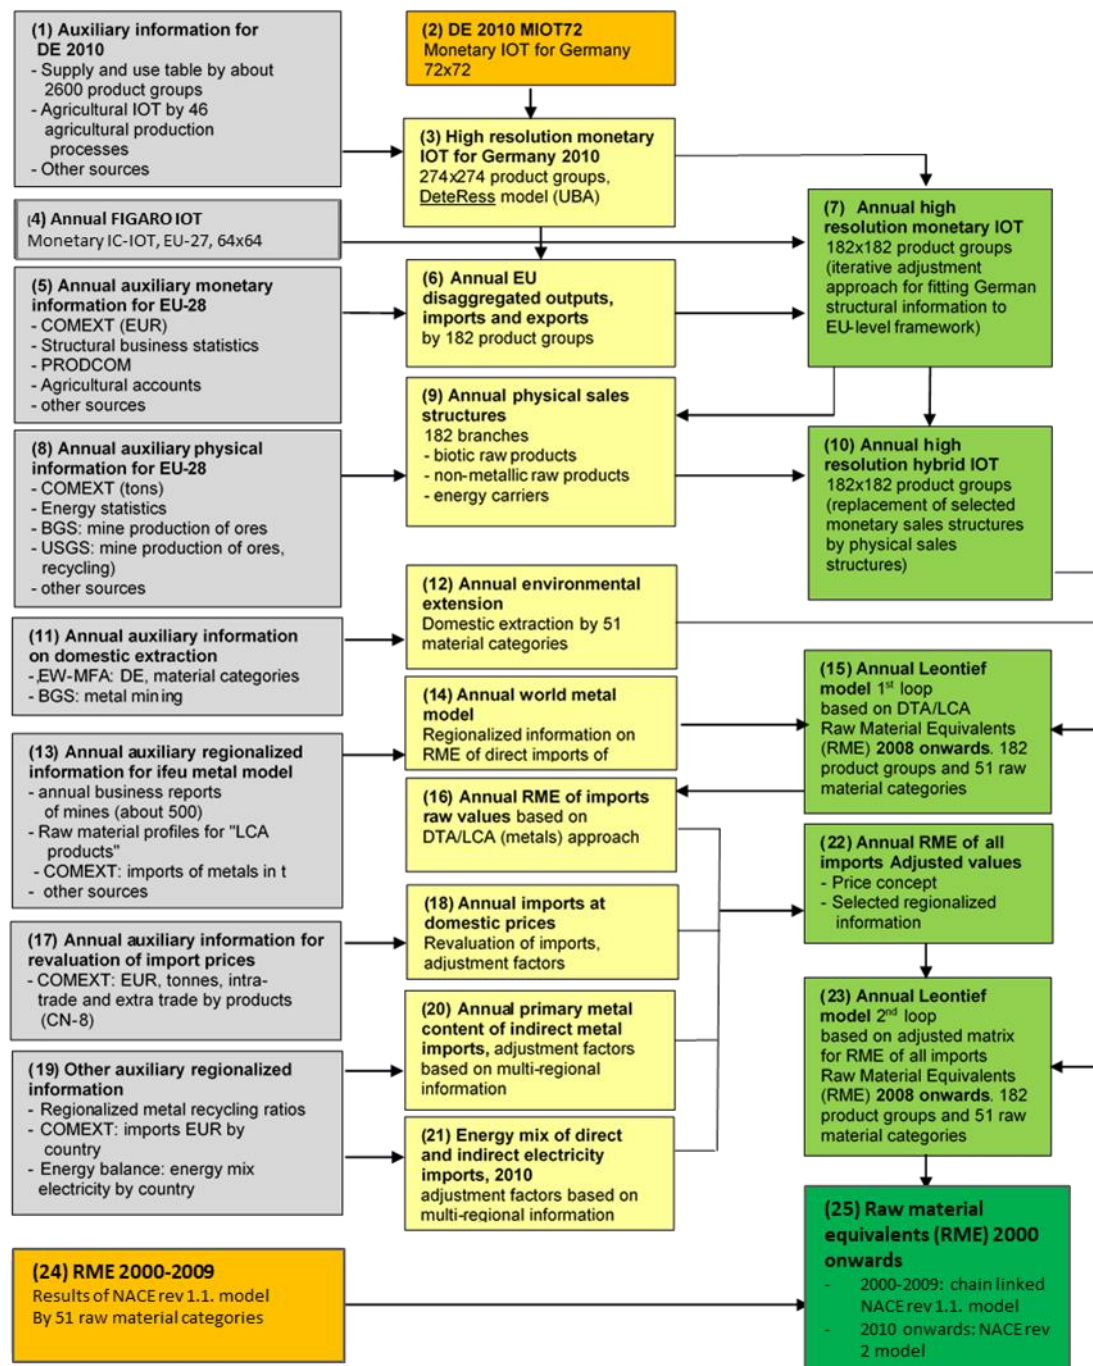 (1) Auxiliary information for
DE 2010
- Supply and use table by about
2600 product groups
- Agricultural IOT by 46
agricultural production
processes
- Other sources
(2) DE 2010 MIOT72
Monetary IOT for Germany
72x72
(3) High resolution monetary
IOT for Germany 2010
274x274 product groups,
DeteRess model (UBA)
(4) Annual FIGARO IOT
Monetary IC-IOT, EU-27, 64x64
(5) Annual auxiliary monetary
information for EU-28
- COMEXT (EUR)
- Structural business statistics
- PRODCOM
- Agricultural accounts
- other sources
(6) Annual EU
disaggregated outputs,
imports and exports
by 182 product groups
(7) Annual high
resolution monetary IOT
182x182 product groups
(iterative adjustment
approach for fitting German
structural information to
EU-level framework)
(8) Annual auxiliary physical
information for EU-28
- COMEXT (tons)
- Energy statistics
- BGS: mine production of ores
- USGS: mine production of ores,
recycling)
- other sources
(9) Annual physical sales
structures
182 branches
- biotic raw products
- non-metallic raw products
- energy carriers
(10) Annual high
resolution hybrid IOT
182x182 product groups
(replacement of selected
monetary sales structures
by physical sales
structures)
(11) Annual auxiliary information
on domestic extraction
-,EW-MFA: DE, material categories
- BGS: metal mining
(12) Annual environmental
extension
Domestic extraction by 51
material categories
(13) Annual auxiliary regionalized
information for ifeu metal model
- annual business reports
of mines (about 500)
- Raw material profiles for "LCA
products"
- COMEXT: imports of metals in t
- other sources
(14) Annual world metal
model
Regionalized information on
RME of direct imports of
(15) Annual Leontief
model 1st loop
based on DTA/LCA
Raw Material Equivalents
(RME) 2008 onwards. 182
product groups and 51 raw
material categories
(16) Annual RME of imports
raw values based on
DTA/LCA (metals) approach
(17) Annual auxiliary information for
revaluation of import prices
- COMEXT: EUR, tonnes, intra-
trade and extra trade by products
(CN-8)
(18) Annual imports at
domestic prices
Revaluation of imports,
adjustment factors
(19) Other auxiliary regionalized
information
- Regionalized metal recycling ratios
- COMEXT: imports EUR by
country
- Energy balance: energy mix
electricity by country
(20) Annual primary metal
content of indirect metal
imports, adjustment factors
based on multi-regional
information
(21) Energy mix of direct
and indirect electricity
imports, 2010
adjustment factors based on
multi-regional information
(22) Annual RME of all
imports Adjusted values
- Price concept
- Selected regionalized
information
(23) Annual Leontief
model 2nd loop
based on adjusted matrix
for RME of all imports
Raw Material Equivalents
(RME) 2008 onwards. 182
product groups and 51 raw
material categories
(24) RME 2000-2009
Results of NACE rev 1.1. model
By 51 raw material categories
(25) Raw material
equivalents (RME) 2000
onwards
- 2000-2009: chain linked
NACE rev 1.1. model
- 2010 onwards: NACE rev
2 model